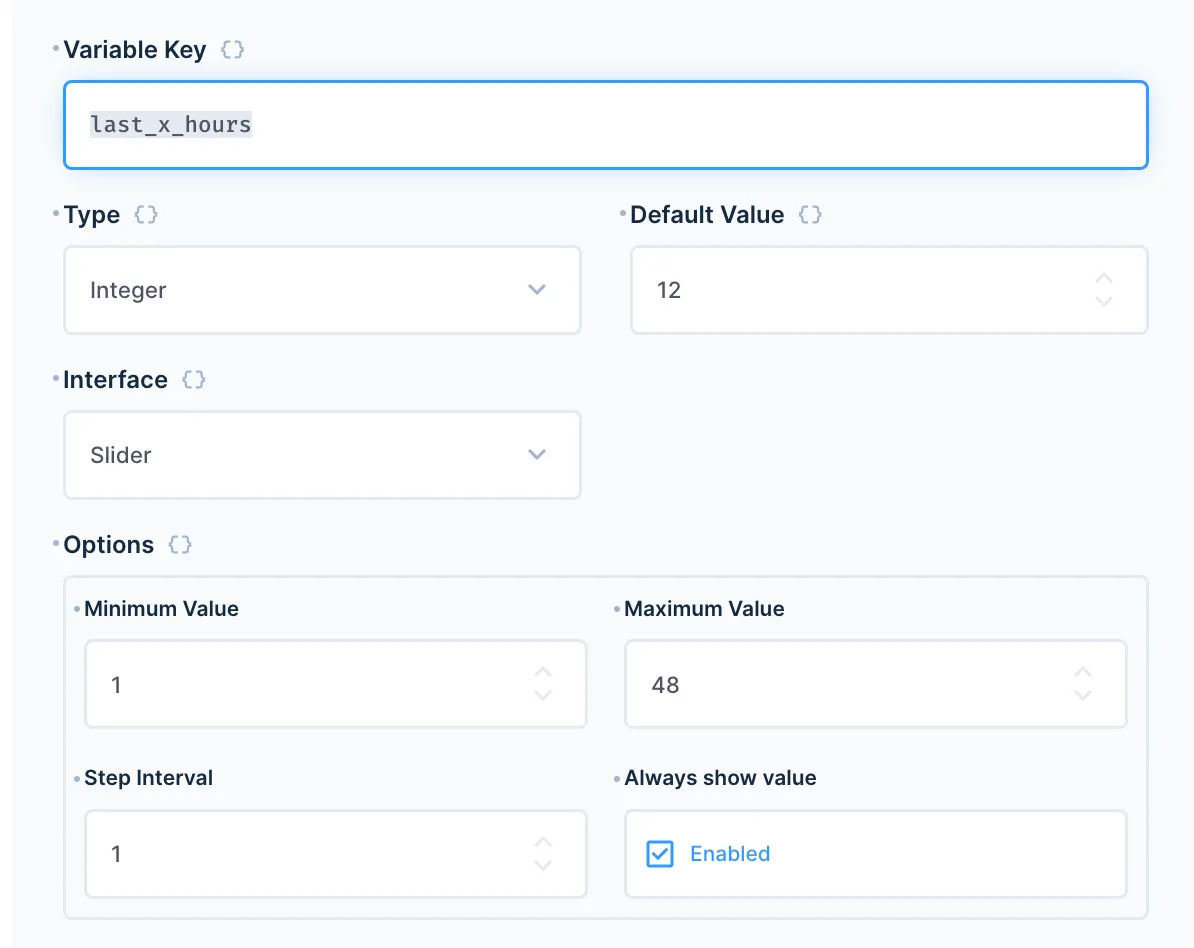 Variable Key {}
last_x_hours
Type {} Default Value {}
Integer 12
Interface {}
Slider
Options {}
Minimum Value Maximum Value
1 48
Step Interval Always show value
1 Enabled